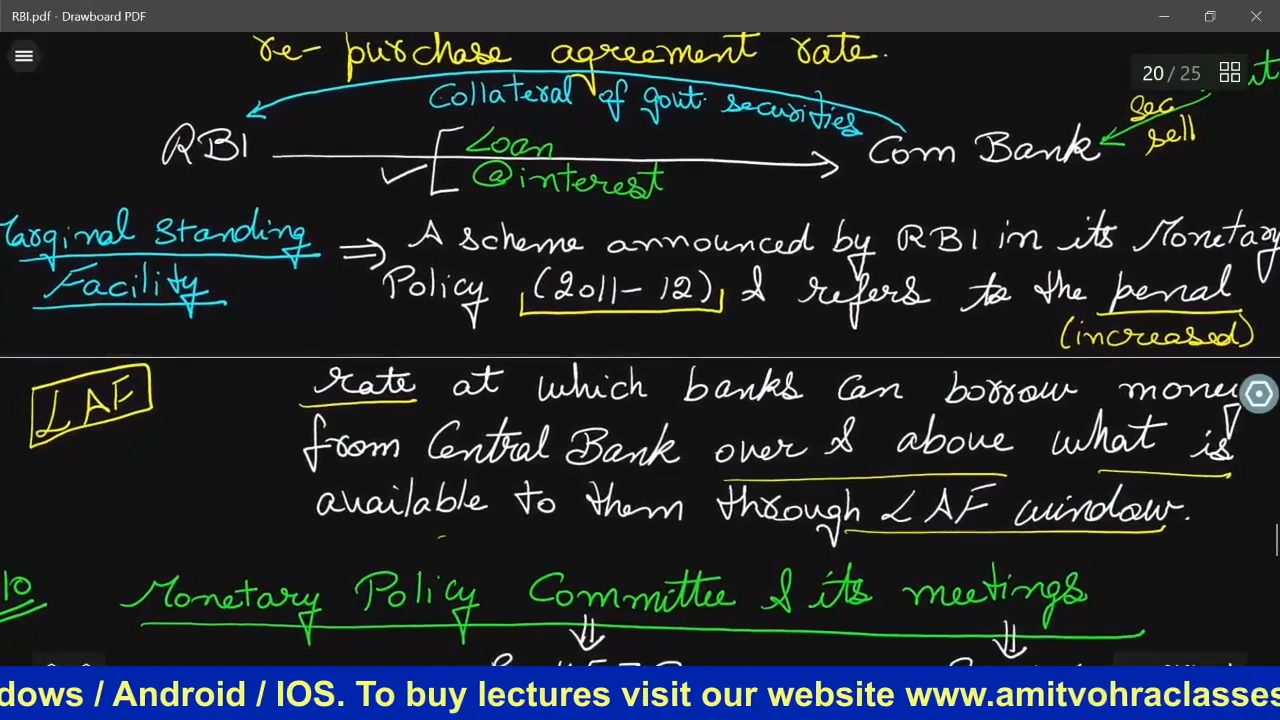 RBI.pdf - Drawboard PDF
re- purchase agreement rate.
20 / 25
Collateral of govt. securities
sec
sell
RBI
Loan
@interest
Com Bank
Marginal Standing
Facility
⇒ A scheme announced by RBI in its Monetary
Policy (2011-12) & refers to the penal
(increased)
LAF
rate at which banks can borrow money
from Central Bank over & above what is
available to them through LAF window.
10
Monetary Policy Committee & its meetings
dows / Android / IOS. To buy lectures visit our website www.amitvohraclasses